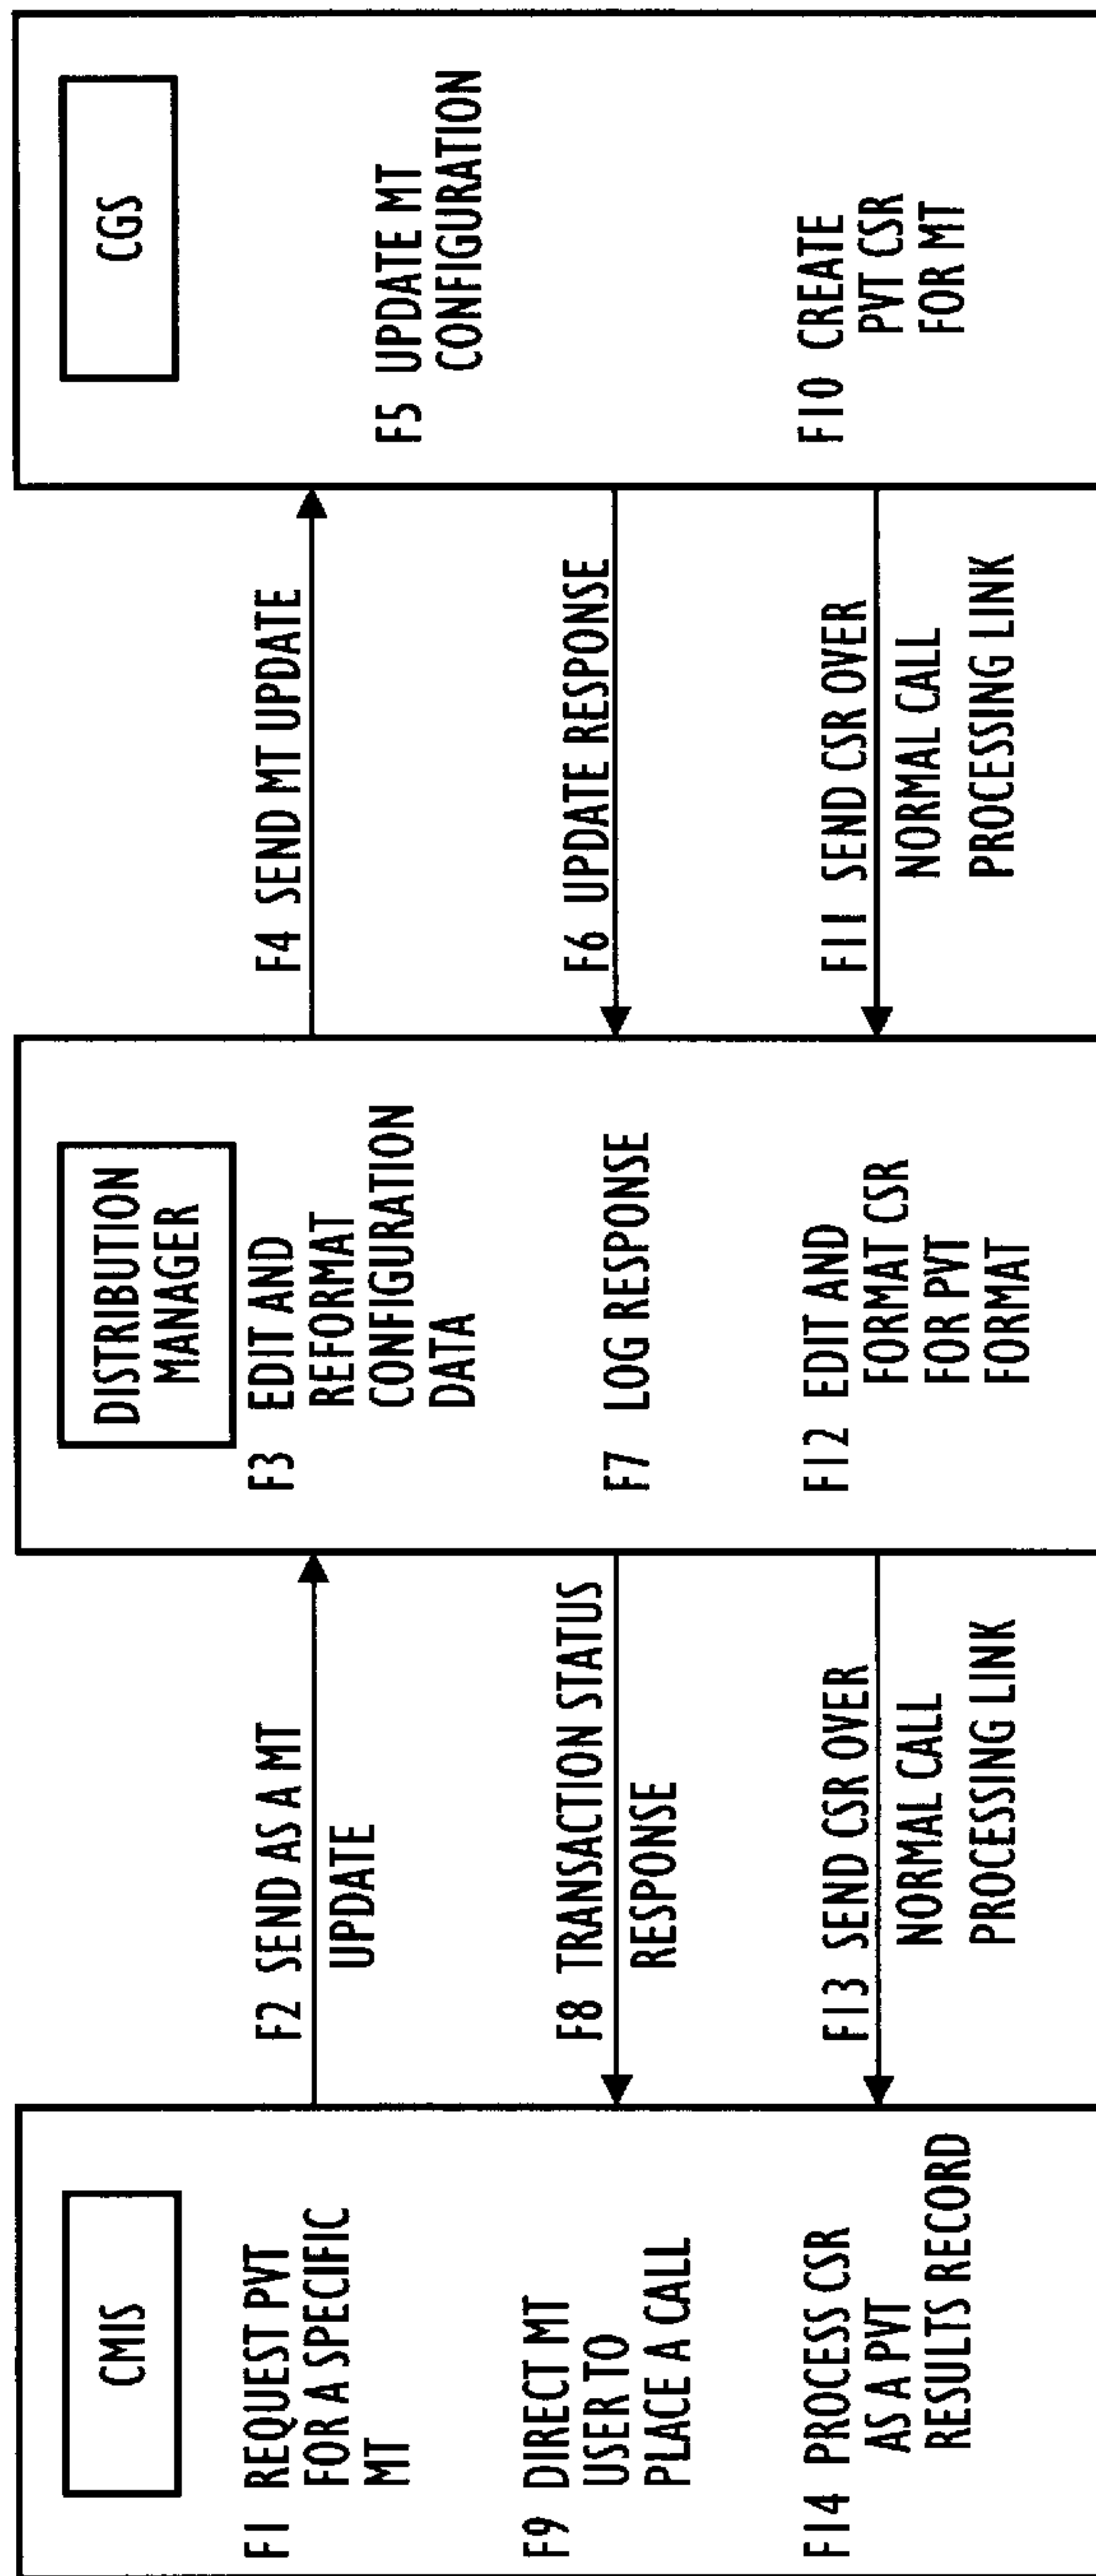 CMIS
F1 REQUEST PVT
FOR A SPECIFIC
MT
F9 DIRECT MT
USER TO
PLACE A CALL
F14 PROCESS CSR
AS A PVT
RESULTS RECORD
F2 SEND AS A MT
UPDATE
F8 TRANSACTION STATUS
RESPONSE
F13 SEND CSR OVER
NORMAL CALL
PROCESSING LINK
DISTRIBUTION
MANAGER
F3 EDIT AND
REFORMAT
CONFIGURATION
DATA
F7 LOG RESPONSE
F12 EDIT AND
FORMAT CSR
FOR PVT
FORMAT
F4 SEND MT UPDATE
F6 UPDATE RESPONSE
F11 SEND CSR OVER
NORMAL CALL
PROCESSING LINK
CGS
F5 UPDATE MT
CONFIGURATION
F10 CREATE
PVT CSR
FOR MT